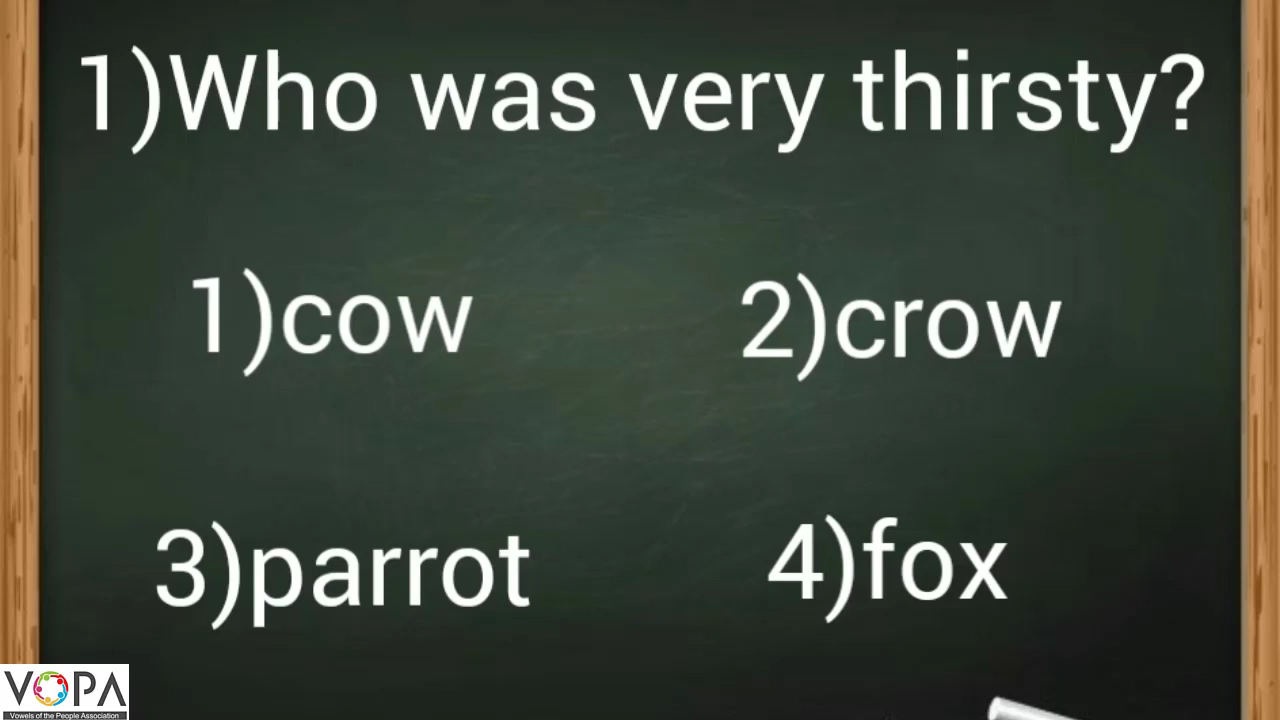 1)Who was very thirsty?
1)cow 2)crow
3)parrot 4)fox
VOPA
Vowels of the People Association